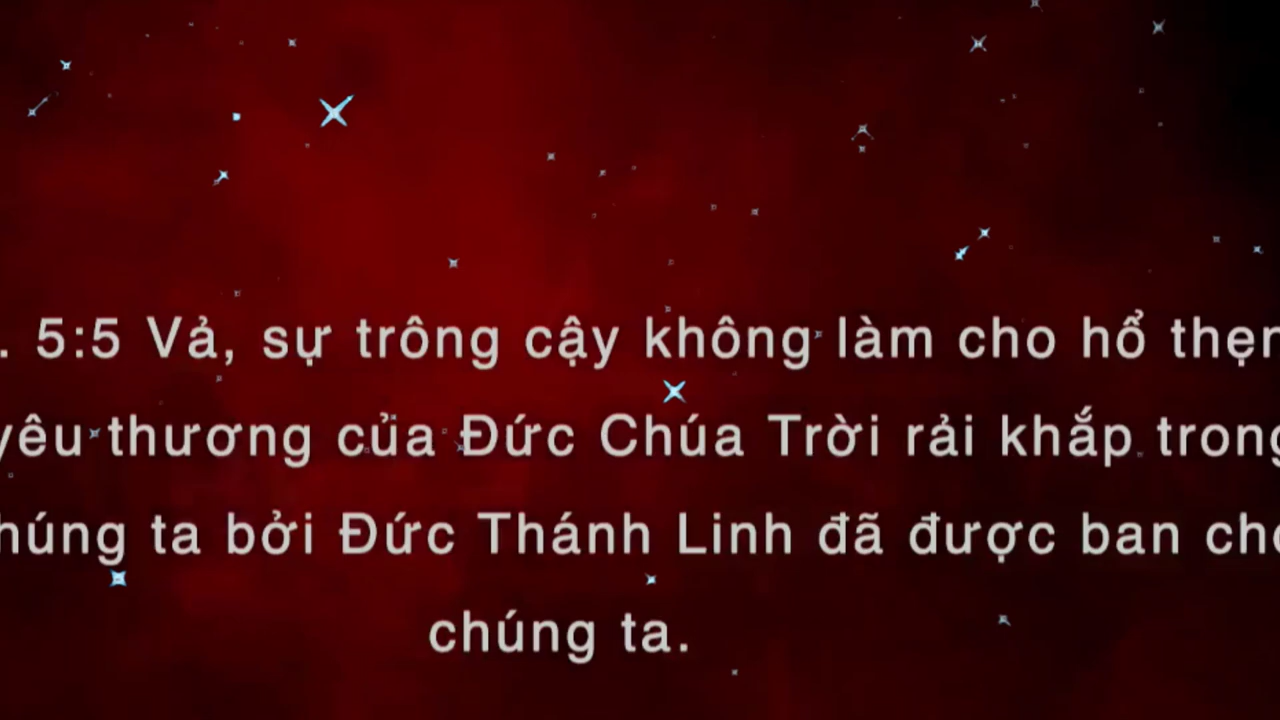 . 5:5 Vả, sự trông cậy không làm cho hổ thẹn
yêu thương của Đức Chúa Trời rải khắp trong
húng ta bởi Đức Thánh Linh đã được ban cho
chúng ta.